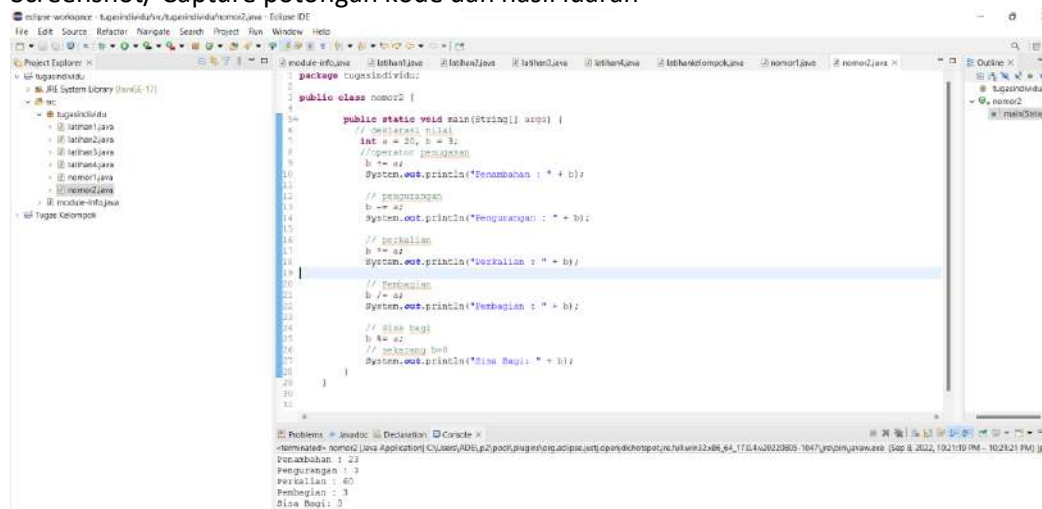 Screenshot/ Capture potongan kode dan hasil luaran
eclipse-workspace - tugasindividu/src/tugasindividu/nomor2.java - Eclipse IDE
File Edit Source Refactor Navigate Search Project Run Window Help
Project Explorer
module-info.java latihan1.java latihan2.java latihan3.java latihan4.java latihankelompok.java nomor1.java nomor2.java
Outline
tugasindividu
JRE System Library [JavaSE-17]
src
tugasindividu
latihan1.java
latihan2.java
latihan3.java
latihan4.java
nomor1.java
nomor2.java
module-info.java
Tugas Kelompok
package tugasindividu;
public class nomor2 {
public static void main(String[] args) {
// deklarasi nilai
int a = 20, b = 3;
//operator penugasan
b += a;
System.out.println("Penambahan : " + b);
// pengurangan
b -= a;
System.out.println("Pengurangan : " + b);
// perkalian
b *= a;
System.out.println("Perkalian : " + b);
// Pembagian
b /= a;
System.out.println("Pembagian : " + b);
// Sisa bagi
b %= a;
// sekarang b=0
System.out.println("Sisa Bagi: " + b);
}
}
tugasindividu
nomor2
Problems Javadoc Declaration Console
Penambahan : 23
Pengurangan : 3
Perkalian : 60
Pembagian : 3
Sisa Bagi: 3